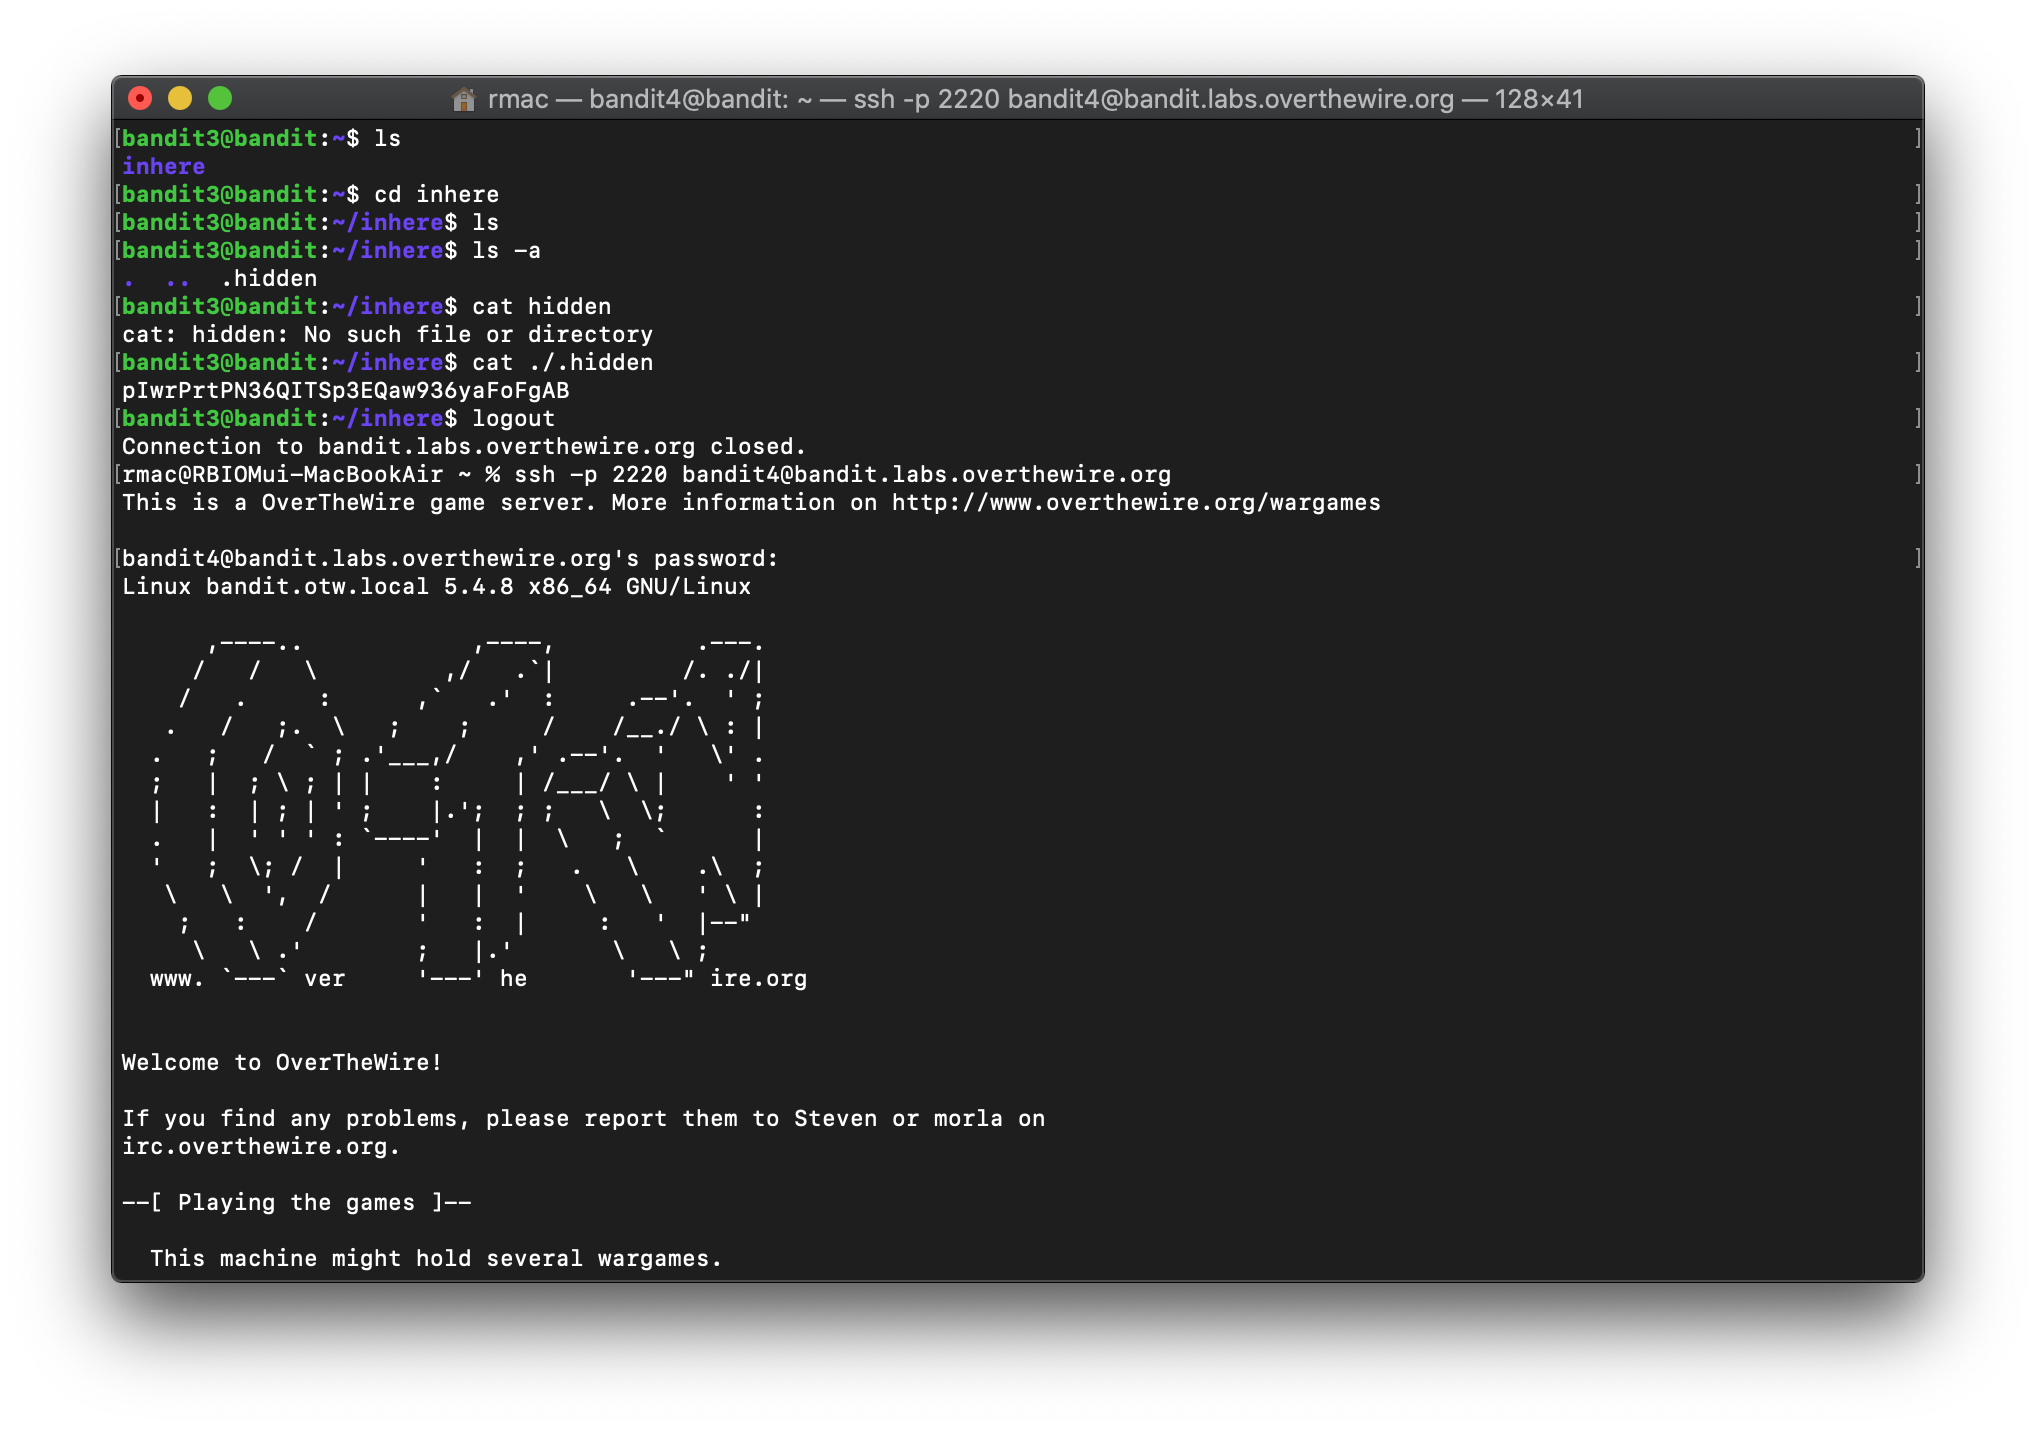 rmac — bandit4@bandit: ~ — ssh -p 2220 bandit4@bandit.labs.overthewire.org — 128×41
[bandit3@bandit:~$ ls ]
inhere
[bandit3@bandit:~$ cd inhere ]
[bandit3@bandit:~/inhere$ ls ]
[bandit3@bandit:~/inhere$ ls -a ]
.  ..  .hidden
[bandit3@bandit:~/inhere$ cat hidden ]
cat: hidden: No such file or directory
[bandit3@bandit:~/inhere$ cat ./.hidden ]
pIwrPrtPN36QITSp3EQaw936yaFoFgAB
[bandit3@bandit:~/inhere$ logout ]
Connection to bandit.labs.overthewire.org closed.
[rmac@RBIOMui-MacBookAir ~ % ssh -p 2220 bandit4@bandit.labs.overthewire.org ]
This is a OverTheWire game server. More information on http://www.overthewire.org/wargames
[bandit4@bandit.labs.overthewire.org's password: ]
Linux bandit.otw.local 5.4.8 x86_64 GNU/Linux
      ,----..            ,----,          .---.
     /   /   \         ,/   .`|         /. ./|
    /   .     :      ,`   .'  :     .--'.  ' ;
   .   /   ;.  \   ;    ;     /    /__./ \ : |
  .   ;   /  ` ; .'___,/    ,' .--'.  '   \' .
  ;   |  ; \ ; | |    :     | /___/ \ |    ' '
  |   :  | ; | ' ;    |.';  ; ;   \  \;      :
  .   |  ' ' ' : `----'  |  |  \   ;  `      |
  '   ;  \; /  |     '   :  ;   .   \    .\  ;
   \   \  ',  /      |   |  '    \   \   ' \ |
    ;   :    /       '   :  |     :   '  |--"
     \   \ .'        ;   |.'       \   \ ;
  www. `---` ver     '---' he       '---" ire.org
Welcome to OverTheWire!
If you find any problems, please report them to Steven or morla on
irc.overthewire.org.
--[ Playing the games ]--
  This machine might hold several wargames.